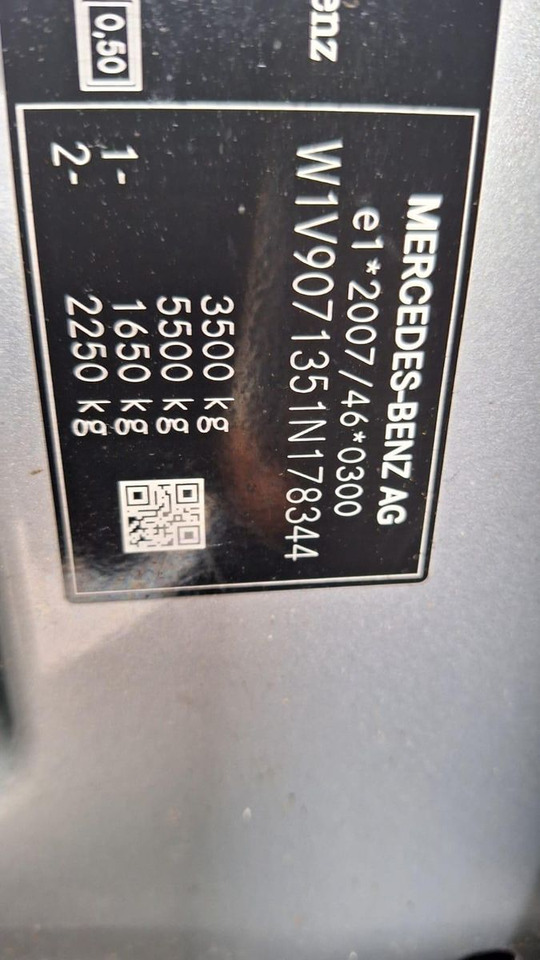 enz
0,50
MERCEDES-BENZ AG
e1*2007/46*0300
W1V9071351N178344
3500 kg
5500 kg
1- 1650 kg
2- 2250 kg